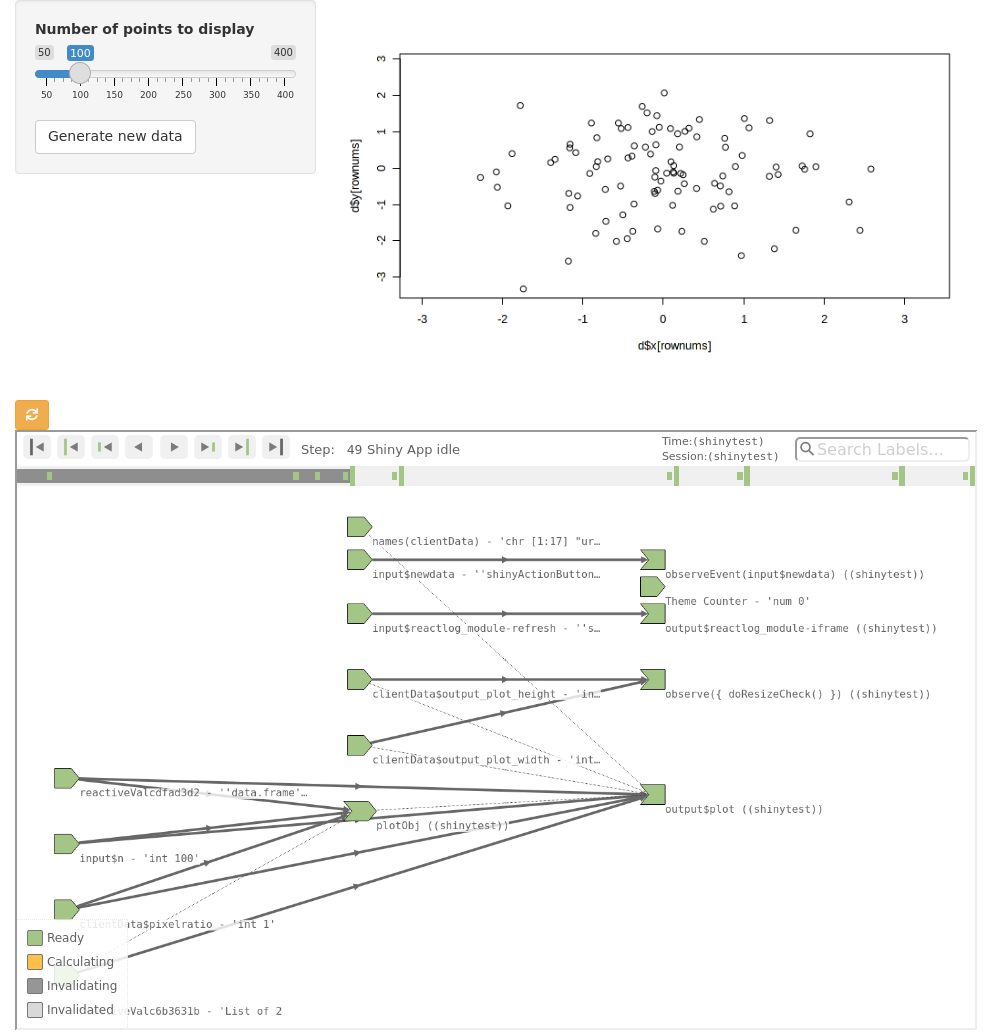 Number of points to display
50 100 400
50 100 150 200 250 300 350 400
Generate new data
3
2
1
0
-1
-2
-3
d$y[rownums]
-3 -2 -1 0 1 2 3
d$x[rownums]
Step: 49 Shiny App idle
Time:(shinytest)
Session:(shinytest)
Search Labels...
names(clientData) - 'chr [1:17] "ur…
input$newdata - ''shinyActionButton…
observeEvent(input$newdata) ((shinytest))
Theme Counter - 'num 0'
input$reactlog_module-refresh - ''s…
output$reactlog_module-iframe ((shinytest))
clientData$output_plot_height - 'in…
observe({ doResizeCheck() }) ((shinytest))
clientData$output_plot_width - 'int…
reactiveValcdfad3d2 - ''data.frame'…
output$plot ((shinytest))
plotObj ((shinytest))
input$n - 'int 100'
clientData$pixelratio - 'int 1'
Ready
Calculating
Invalidating
Invalidated
veValc6b3631b - 'List of 2